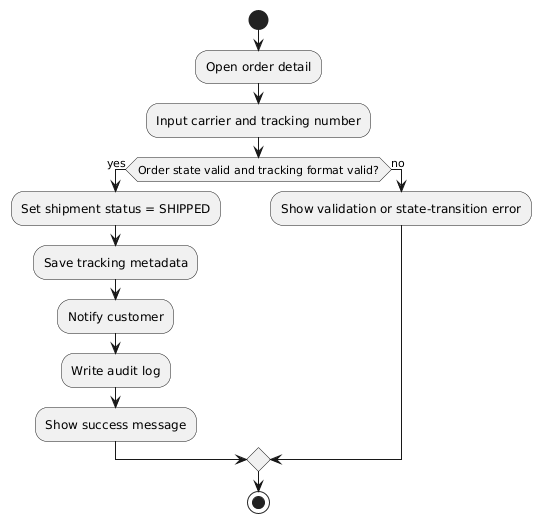 Open order detail
Input carrier and tracking number
yes
Order state valid and tracking format valid?
no
Set shipment status = SHIPPED
Show validation or state-transition error
Save tracking metadata
Notify customer
Write audit log
Show success message